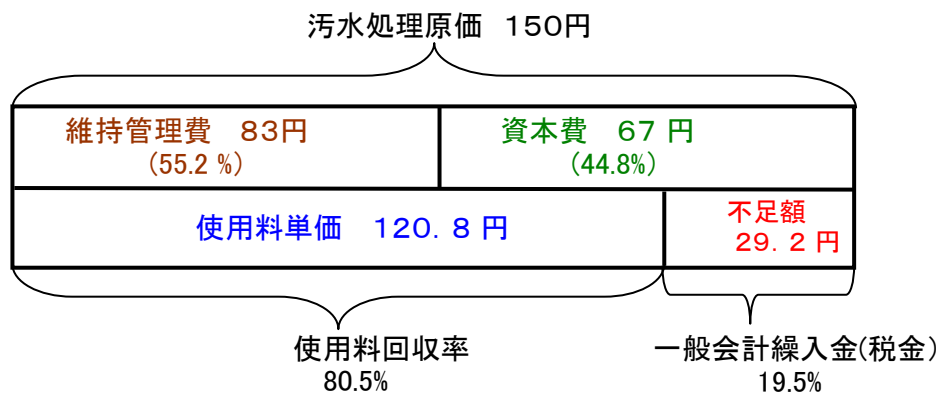 汚水処理原価 150円
維持管理費 83円
(55.2 %)
資本費 67 円
(44.8%)
使用料単価 120.8 円
不足額
29.2 円
使用料回収率
80.5%
一般会計繰入金(税金)
19.5%